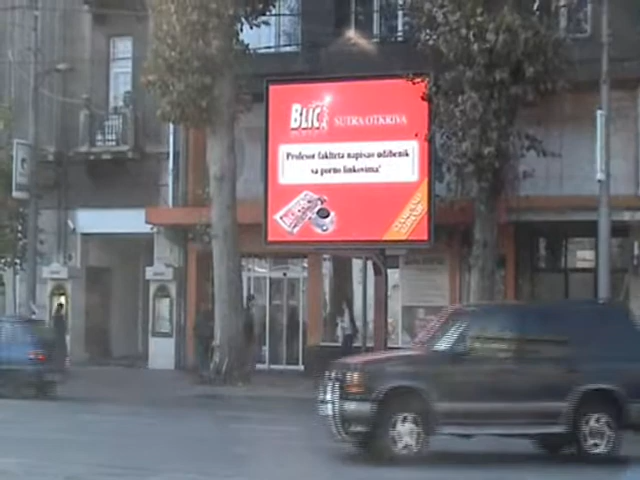 BLIC SUTRA OTKRIVA
Profesor fakulteta napisao udžbenik
sa porno linkovima!